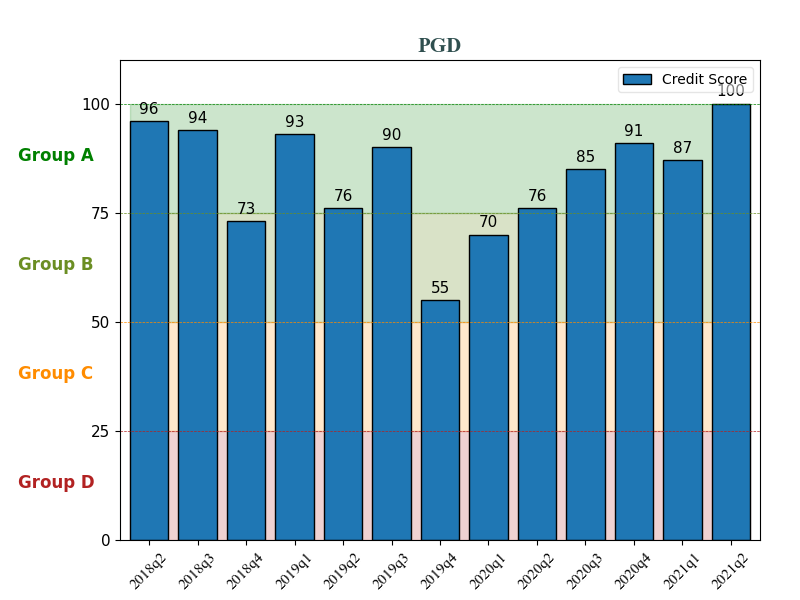 PGD
Credit Score
100
75
50
25
0
Group A
Group B
Group C
Group D
96
94
73
93
76
90
55
70
76
85
91
87
100
2018q2
2018q3
2018q4
2019q1
2019q2
2019q3
2019q4
2020q1
2020q2
2020q3
2020q4
2021q1
2021q2